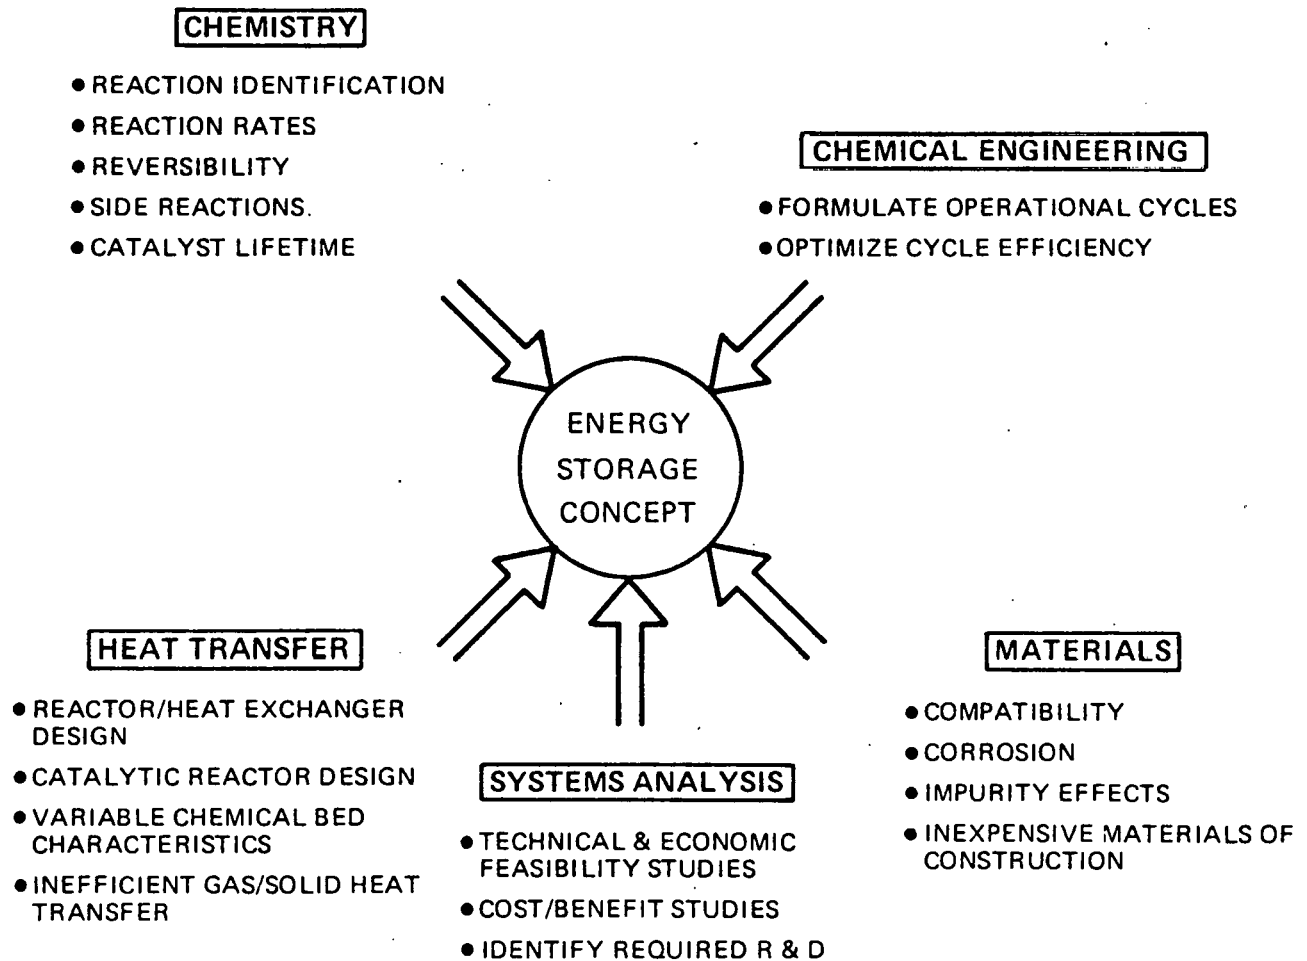 CHEMISTRY
● REACTION IDENTIFICATION
● REACTION RATES
● REVERSIBILITY
● SIDE REACTIONS.
● CATALYST LIFETIME
CHEMICAL ENGINEERING
● FORMULATE OPERATIONAL CYCLES
● OPTIMIZE CYCLE EFFICIENCY
ENERGY
STORAGE
CONCEPT
HEAT TRANSFER
● REACTOR/HEAT EXCHANGER
DESIGN
● CATALYTIC REACTOR DESIGN
● VARIABLE CHEMICAL BED
CHARACTERISTICS
● INEFFICIENT GAS/SOLID HEAT
TRANSFER
SYSTEMS ANALYSIS
● TECHNICAL & ECONOMIC
FEASIBILITY STUDIES
● COST/BENEFIT STUDIES
● IDENTIFY REQUIRED R & D
MATERIALS
● COMPATIBILITY
● CORROSION
● IMPURITY EFFECTS
● INEXPENSIVE MATERIALS OF
CONSTRUCTION